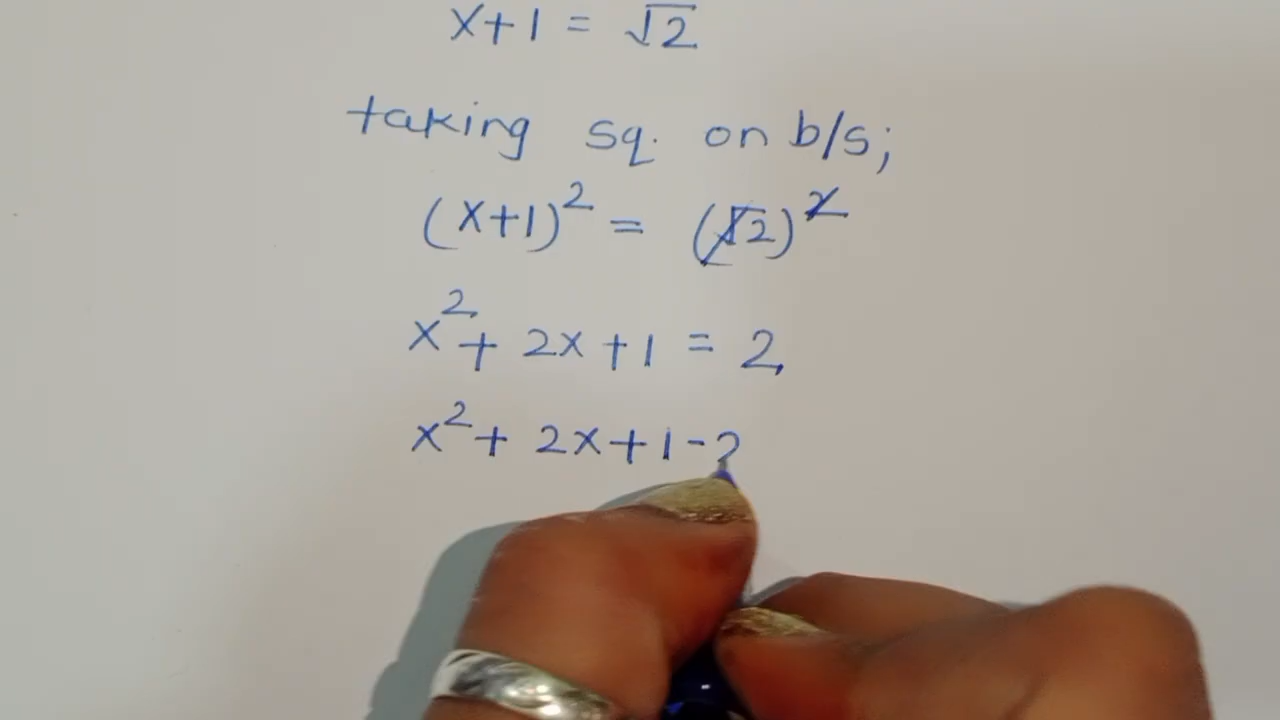 x+1 = √2
taking sq. on b/s;
(x+1)² = (√2)²
x² + 2x + 1 = 2
x² + 2x + 1 - 2